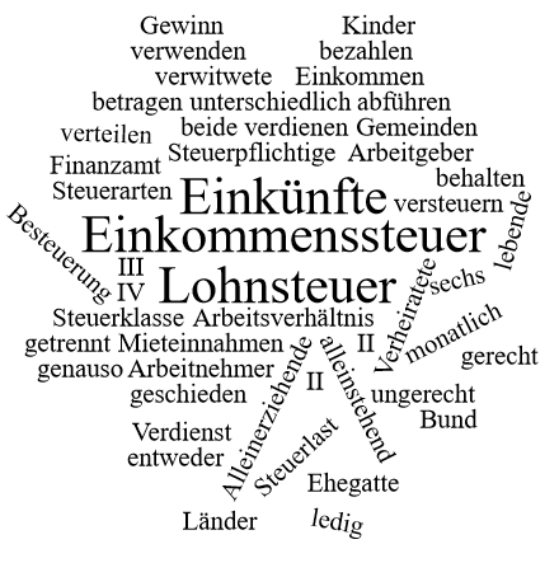 Gewinn Kinder
verwenden bezahlen
verwitwete Einkommen
betragen unterschiedlich abführen
verteilen beide verdienen Gemeinden
Finanzamt Steuerpflichtige Arbeitgeber
Steuerarten Einkünfte behalten
versteuern lebende
Besteuerung Einkommenssteuer
III
IV Lohnsteuer Verheiratete sechs
Steuerklasse Arbeitsverhältnis monatlich
getrennt Mieteinnahmen II gerecht
genauso Arbeitnehmer Alleinerziehende II alleinstehend
geschieden ungerecht
Verdienst Bund
entweder Steuerlast Ehegatte
Länder ledig